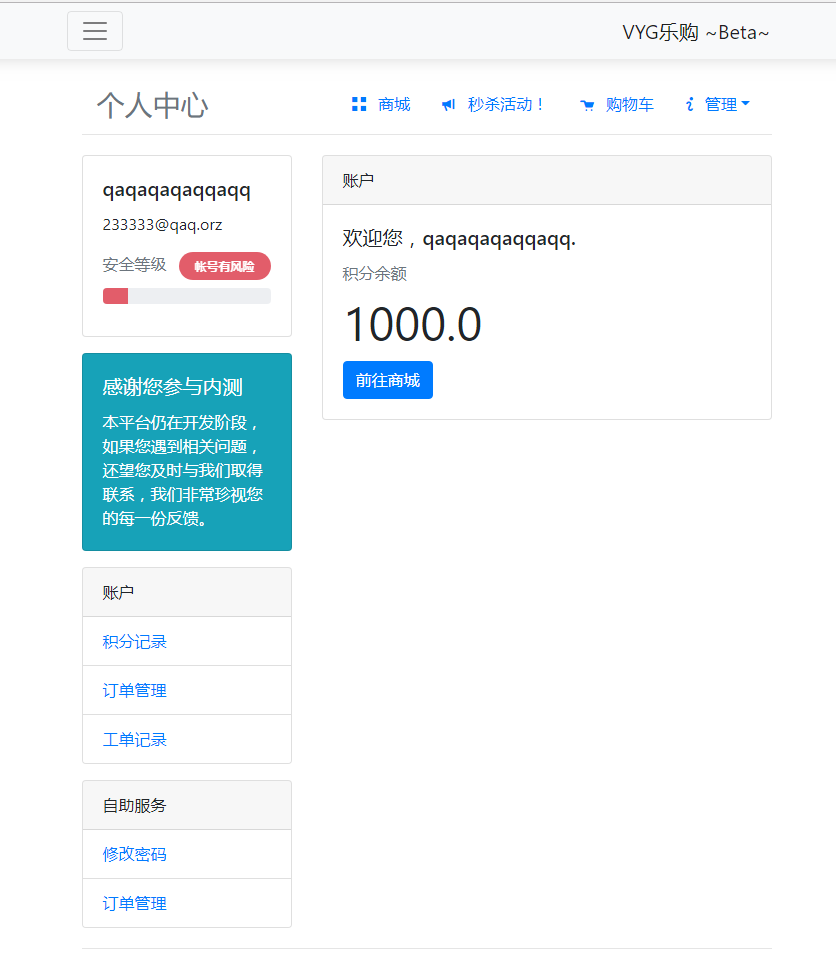 VYG乐购 ~Beta~
个人中心
商城
秒杀活动！
购物车
管理
qaqaqaqaqqaqq
233333@qaq.orz
安全等级 帐号有风险
感谢您参与内测
本平台仍在开发阶段，
如果您遇到相关问题，
还望您及时与我们取得
联系，我们非常珍视您
的每一份反馈。
账户
积分记录
订单管理
工单记录
自助服务
修改密码
订单管理
账户
欢迎您，qaqaqaqaqqaqq.
积分余额
1000.0
前往商城